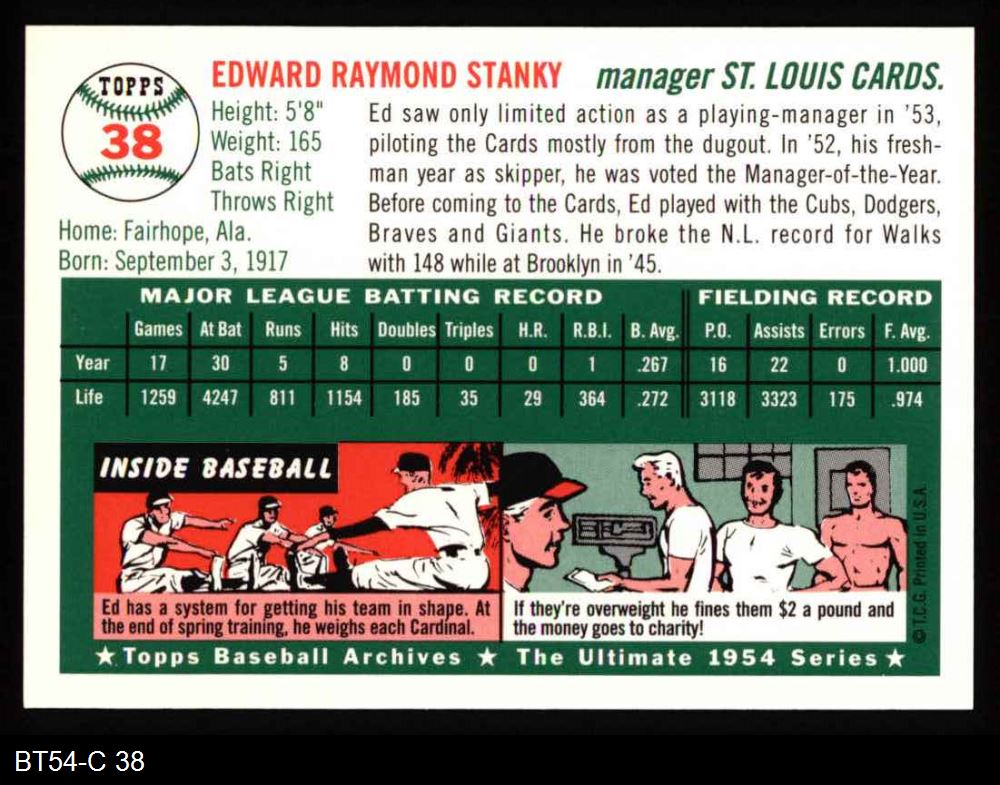 TOPPS
38
EDWARD RAYMOND STANKY manager ST. LOUIS CARDS.
Height: 5'8"
Weight: 165
Bats Right
Throws Right
Home: Fairhope, Ala.
Born: September 3, 1917
Ed saw only limited action as a playing-manager in '53,
piloting the Cards mostly from the dugout. In '52, his fresh-
man year as skipper, he was voted the Manager-of-the-Year.
Before coming to the Cards, Ed played with the Cubs, Dodgers,
Braves and Giants. He broke the N.L. record for Walks
with 148 while at Brooklyn in '45.
MAJOR LEAGUE BATTING RECORD FIELDING RECORD
Games At Bat Runs Hits Doubles Triples H.R. R.B.I. B. Avg. P.O. Assists Errors F. Avg.
Year 17 30 5 8 0 0 0 1 .267 16 22 0 1.000
Life 1259 4247 811 1154 185 35 29 364 .272 3118 3323 175 .974
INSIDE BASEBALL
Ed has a system for getting his team in shape. At
the end of spring training, he weighs each Cardinal.
If they're overweight he fines them $2 a pound and
the money goes to charity!
© T.C.G. Printed in U.S.A.
★ Topps Baseball Archives ★ The Ultimate 1954 Series ★
BT54-C 38